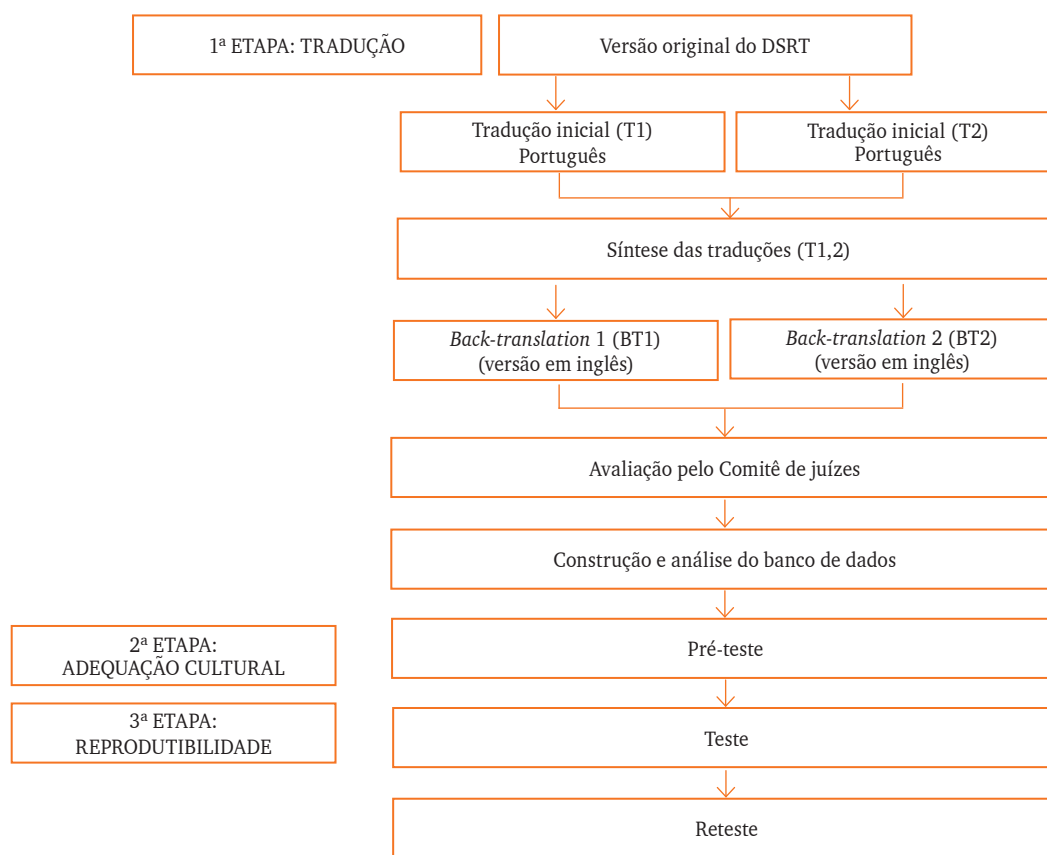 1ª ETAPA: TRADUÇÃO
Versão original do DSRT
Tradução inicial (T1)
Português
Tradução inicial (T2)
Português
Síntese das traduções (T1,2)
Back-translation 1 (BT1)
(versão em inglês)
Back-translation 2 (BT2)
(versão em inglês)
Avaliação pelo Comitê de juízes
Construção e análise do banco de dados
2ª ETAPA:
ADEQUAÇÃO CULTURAL
Pré-teste
3ª ETAPA:
REPRODUTIBILIDADE
Teste
Reteste